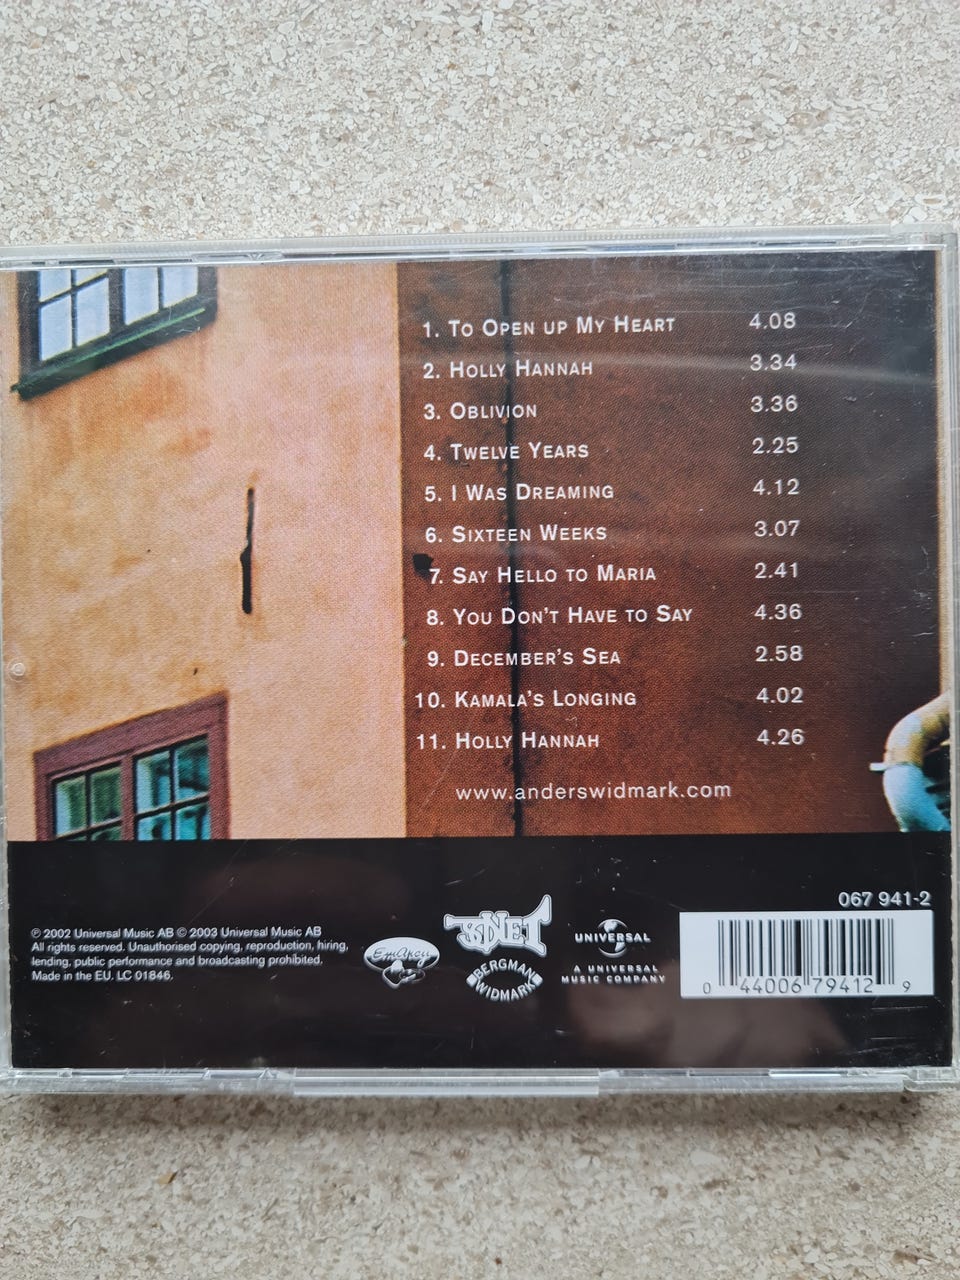 1. To Open up My Heart 4.08
2. Holly Hannah 3.34
3. Oblivion 3.36
4. Twelve Years 2.25
5. I Was Dreaming 4.12
6. Sixteen Weeks 3.07
7. Say Hello to Maria 2.41
8. You Don't Have to Say 4.36
9. December's Sea 2.58
10. Kamala's Longing 4.02
11. Holly Hannah 4.26
www.anderswidmark.com
067 941-2
℗ 2002 Universal Music AB © 2003 Universal Music AB
All rights reserved. Unauthorised copying, reproduction, hiring,
lending, public performance and broadcasting prohibited.
Made in the EU. LC 01846.
EmArcy
BERGMAN
WIDMARK
UNIVERSAL
A UNIVERSAL
MUSIC COMPANY
0 44006 79412 9